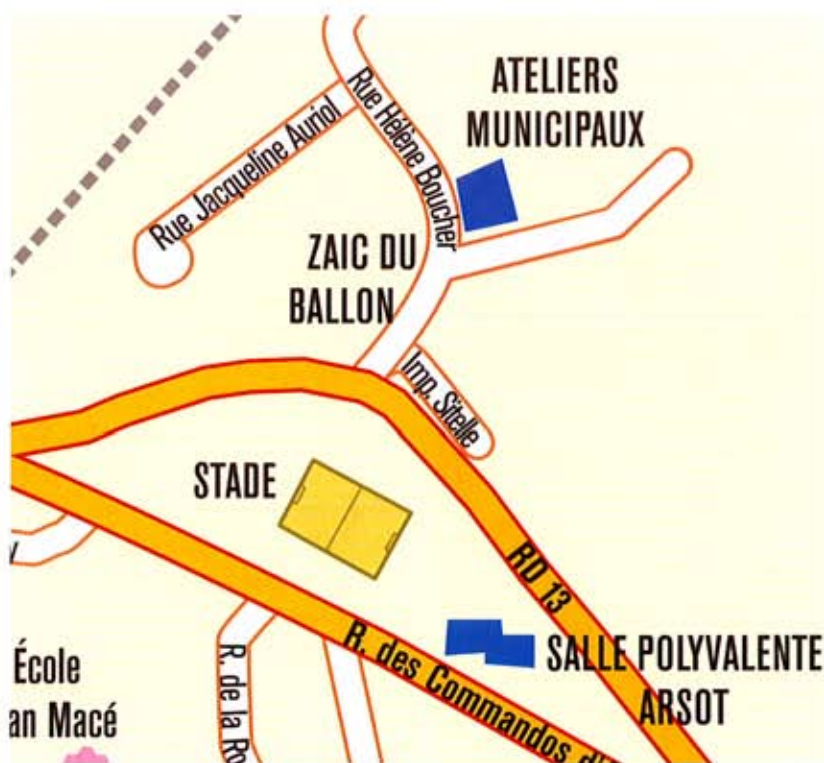 ATELIERS
MUNICIPAUX
Rue Hélène Boucher
Rue Jacqueline Auriol
ZAIC DU
BALLON
Imp. Sitelle
STADE
RD 13
SALLE POLYVALENTE
ARSOT
R. des Commandos d'
École
an Macé
R. de la Ro